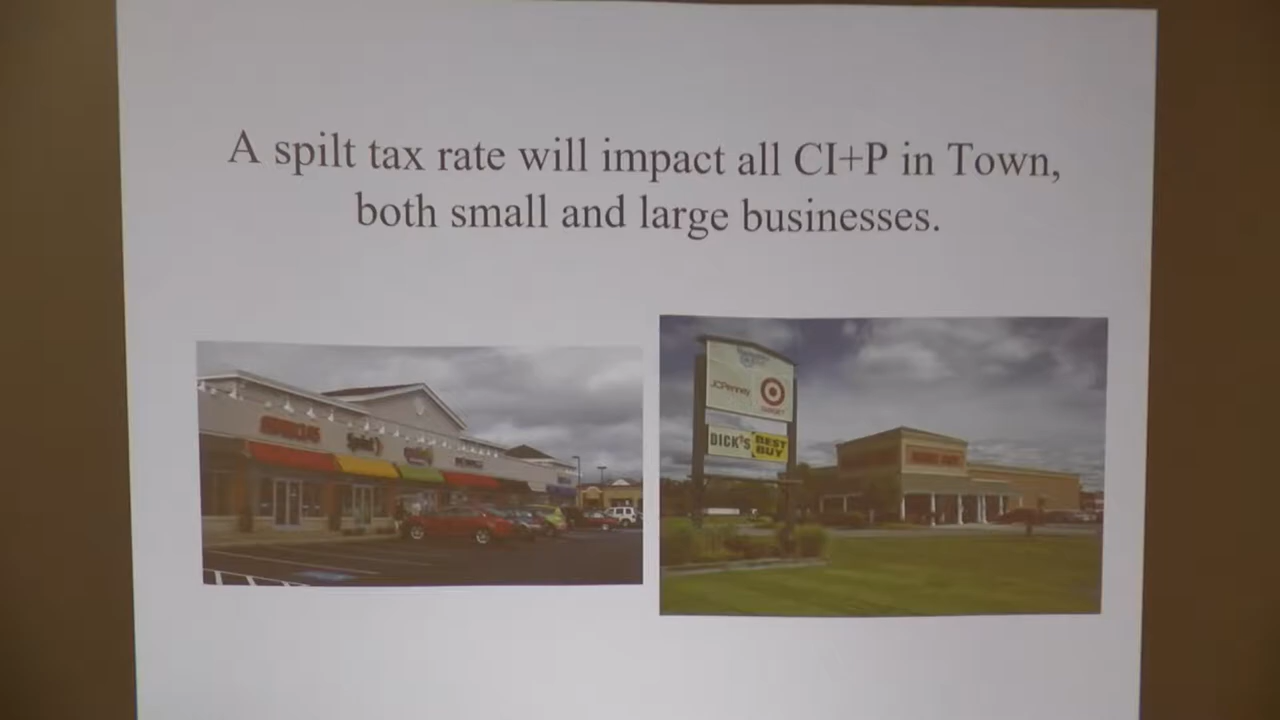 A spilt tax rate will impact all CI+P in Town,
both small and large businesses.
Sprint
JCPenney
TARGET
DICK'S
BEST
BUY